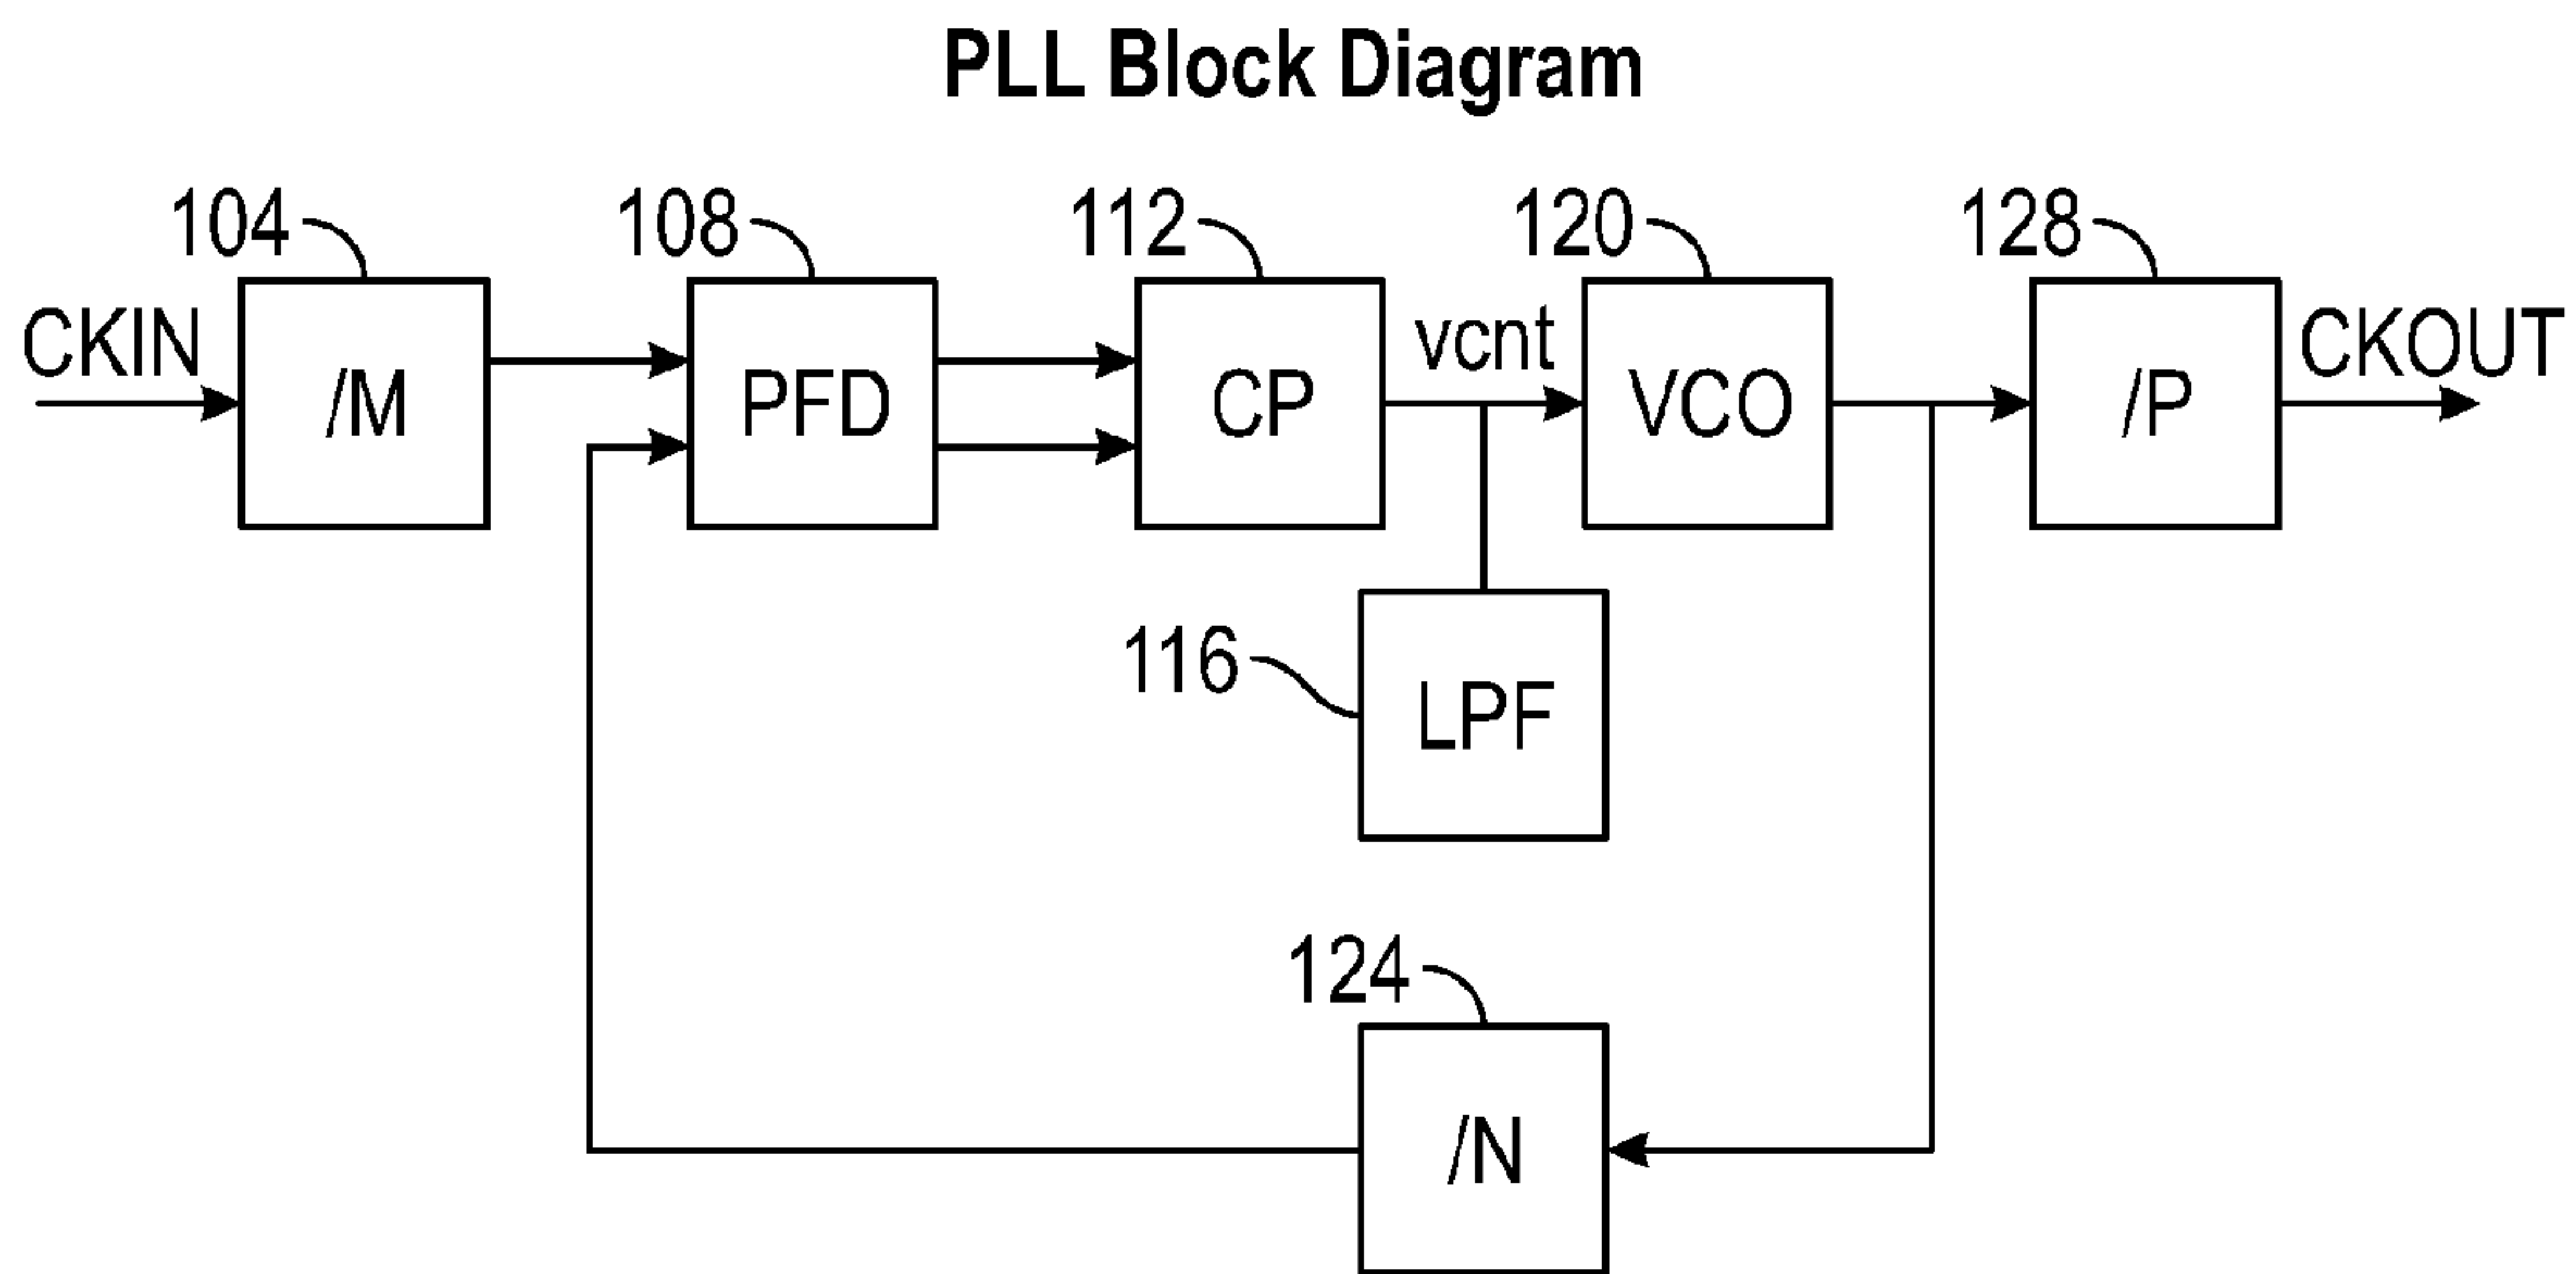 PLL Block Diagram
104
108
112
120
128
CKIN
/M
PFD
CP
vcnt
VCO
/P
CKOUT
116
LPF
124
/N